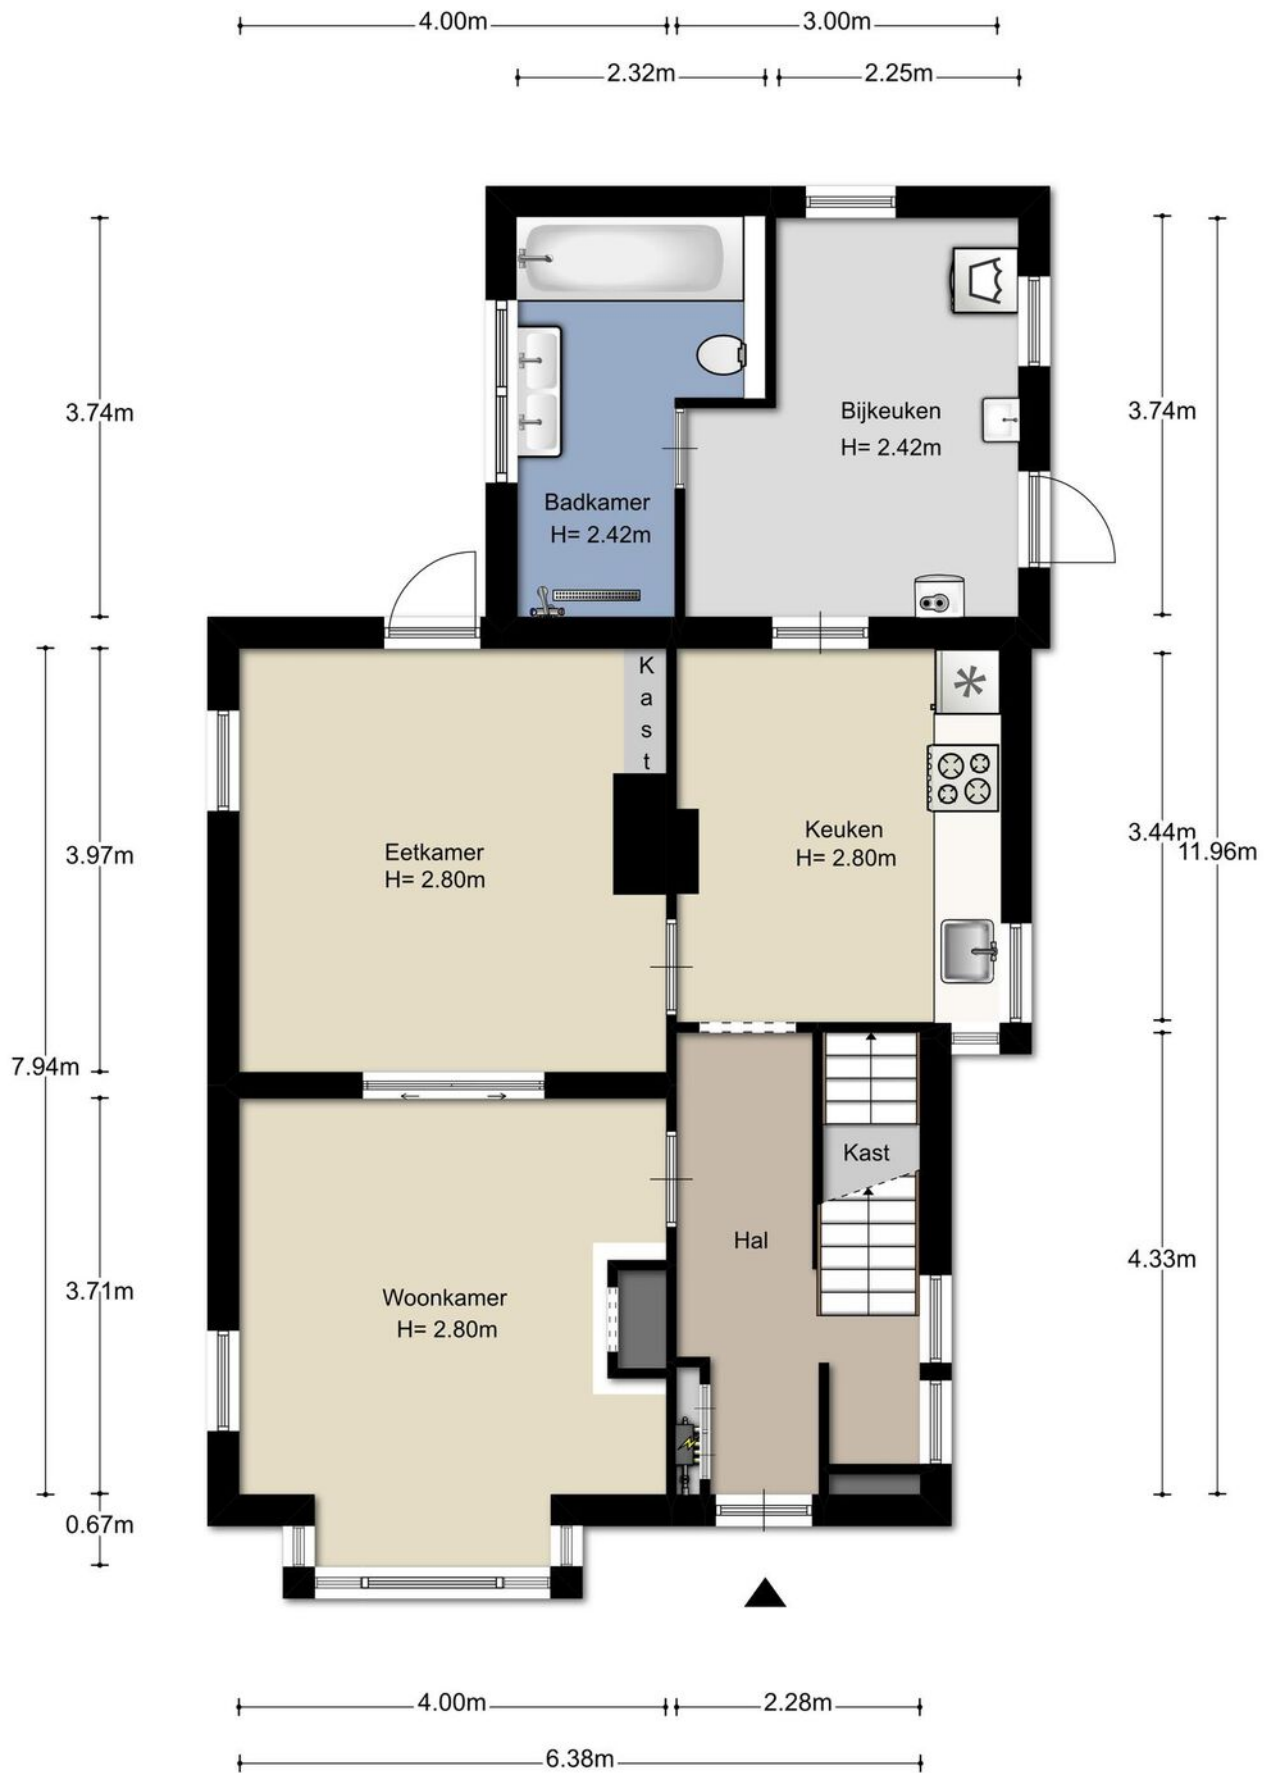 4.00m
3.00m
2.32m
2.25m
3.74m
3.74m
Bijkeuken
H= 2.42m
Badkamer
H= 2.42m
Kast
3.97m
Eetkamer
H= 2.80m
Keuken
H= 2.80m
3.44m
11.96m
7.94m
Kast
Hal
4.33m
3.71m
Woonkamer
H= 2.80m
0.67m
4.00m
2.28m
6.38m